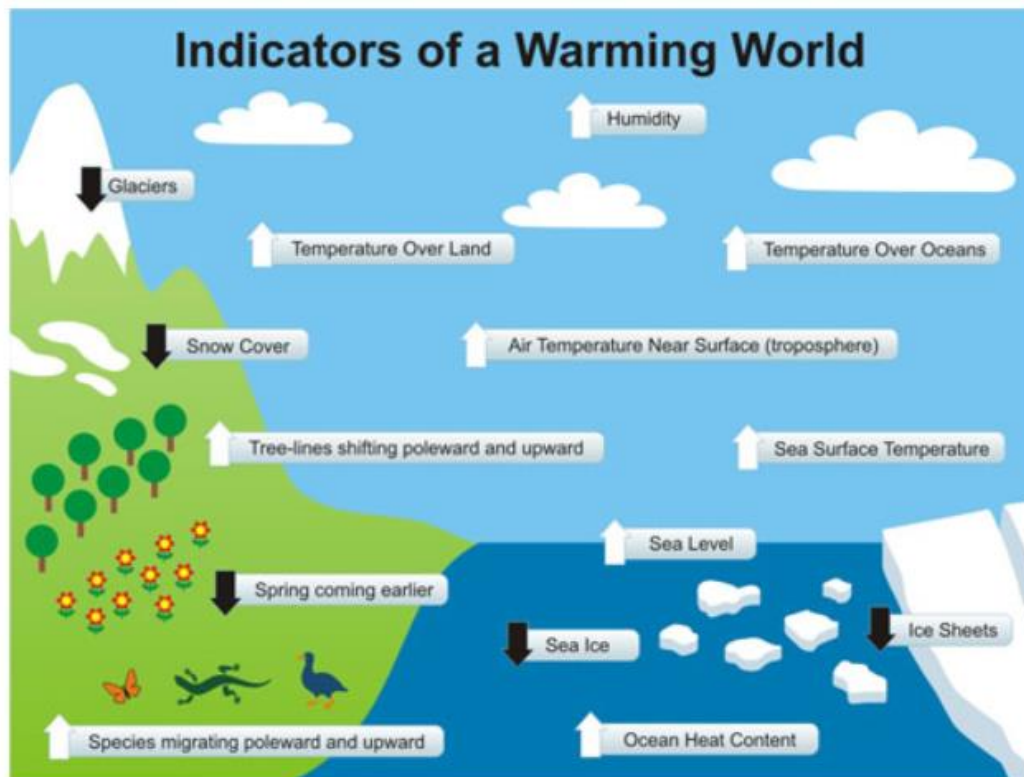 Indicators of a Warming World
Humidity
Glaciers
Temperature Over Land
Temperature Over Oceans
Snow Cover
Air Temperature Near Surface (troposphere)
Tree-lines shifting poleward and upward
Sea Surface Temperature
Sea Level
Spring coming earlier
Sea Ice
Ice Sheets
Species migrating poleward and upward
Ocean Heat Content